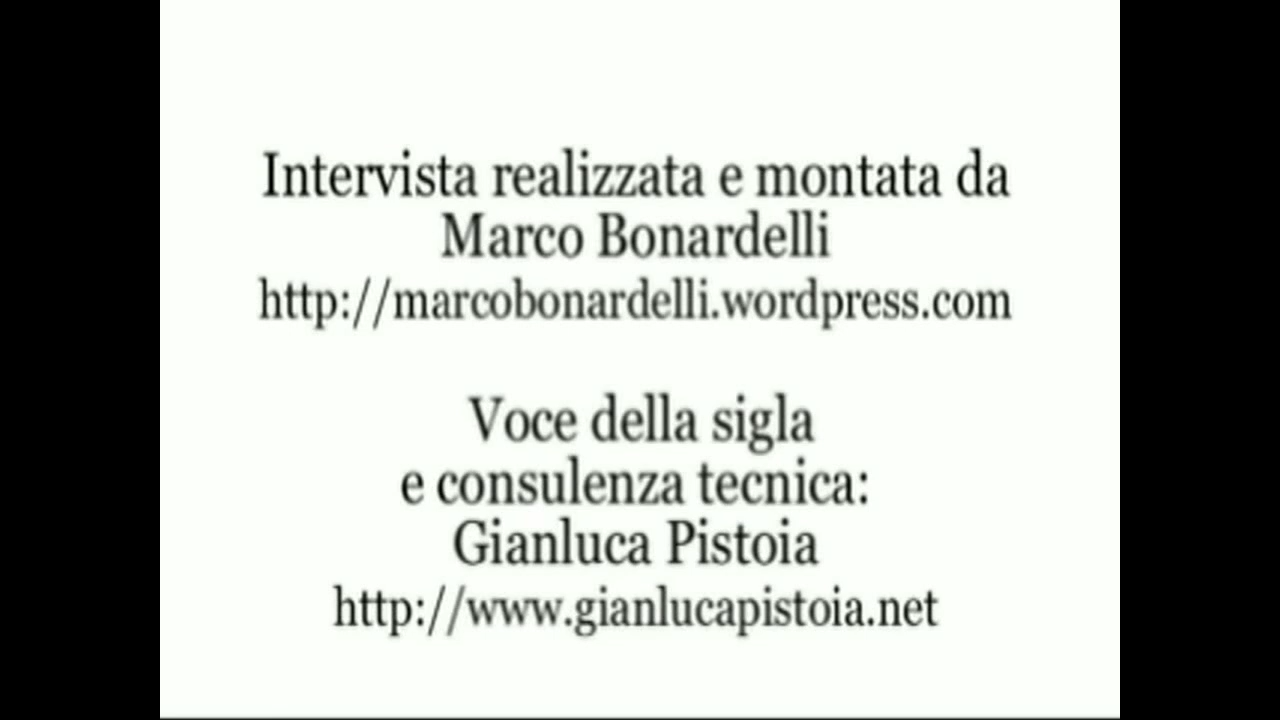 Intervista realizzata e montata da
Marco Bonardelli
http://marcobonardelli.wordpress.com
Voce della sigla
e consulenza tecnica:
Gianluca Pistoia
http://www.gianlucapistoia.net